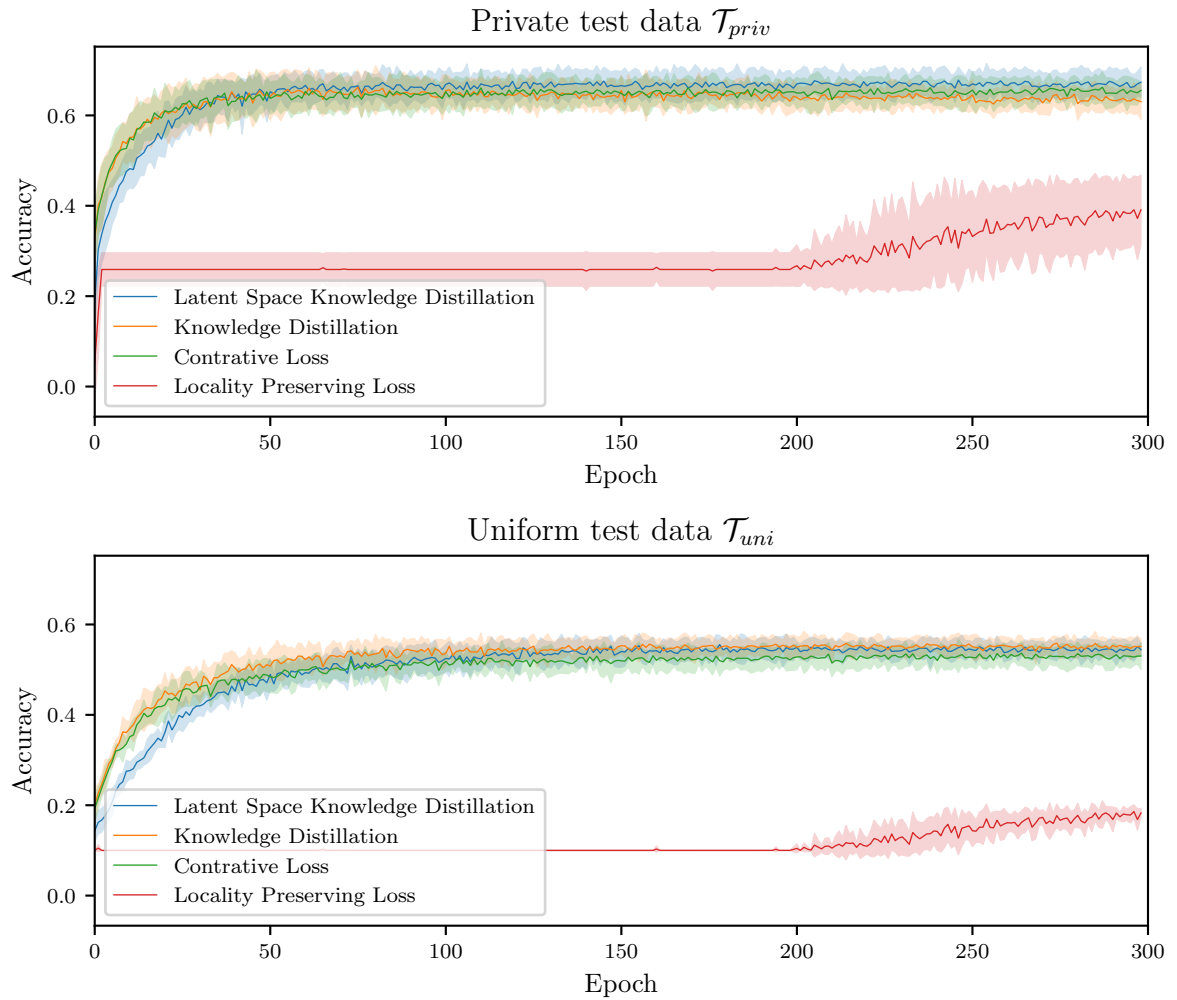 Private test data 𝒯priv
Accuracy
0.6
0.4
0.2
0.0
Latent Space Knowledge Distillation
Knowledge Distillation
Contrative Loss
Locality Preserving Loss
0 50 100 150 200 250 300
Epoch
Uniform test data 𝒯uni
Accuracy
0.6
0.4
0.2
0.0
Latent Space Knowledge Distillation
Knowledge Distillation
Contrative Loss
Locality Preserving Loss
0 50 100 150 200 250 300
Epoch